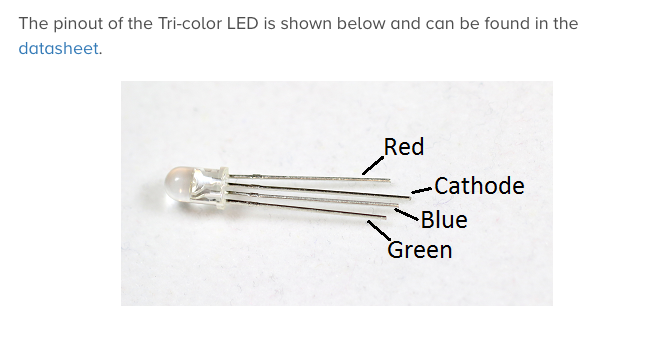 The pinout of the Tri-color LED is shown below and can be found in the
datasheet.
Red
Cathode
Blue
Green